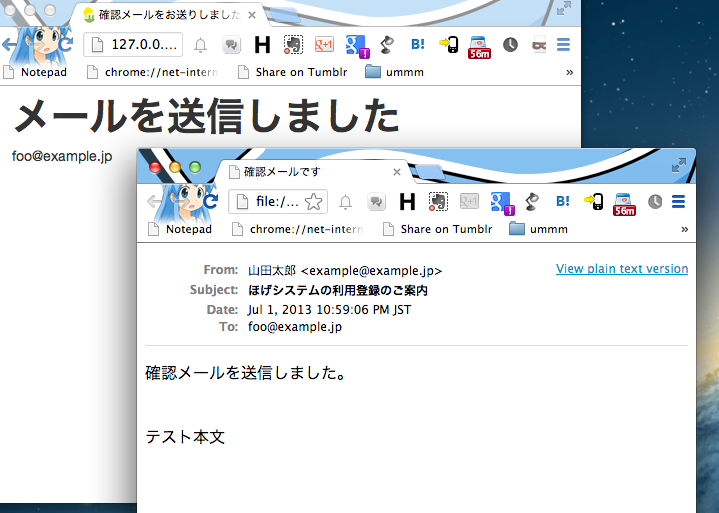 確認メールをお送りしました
127.0.0....
H
g+1
g
1
B!
56m
Notepad
chrome://net-intern
Share on Tumblr
ummm
»
メールを送信しました
foo@example.jp
確認メールです
file:/...
H
g+1
g
1
B!
56m
Notepad
chrome://net-intern
Share on Tumblr
ummm
»
From: 山田太郎 <example@example.jp>
View plain text version
Subject: ほげシステムの利用登録のご案内
Date: Jul 1, 2013 10:59:06 PM JST
To: foo@example.jp
確認メールを送信しました。
テスト本文